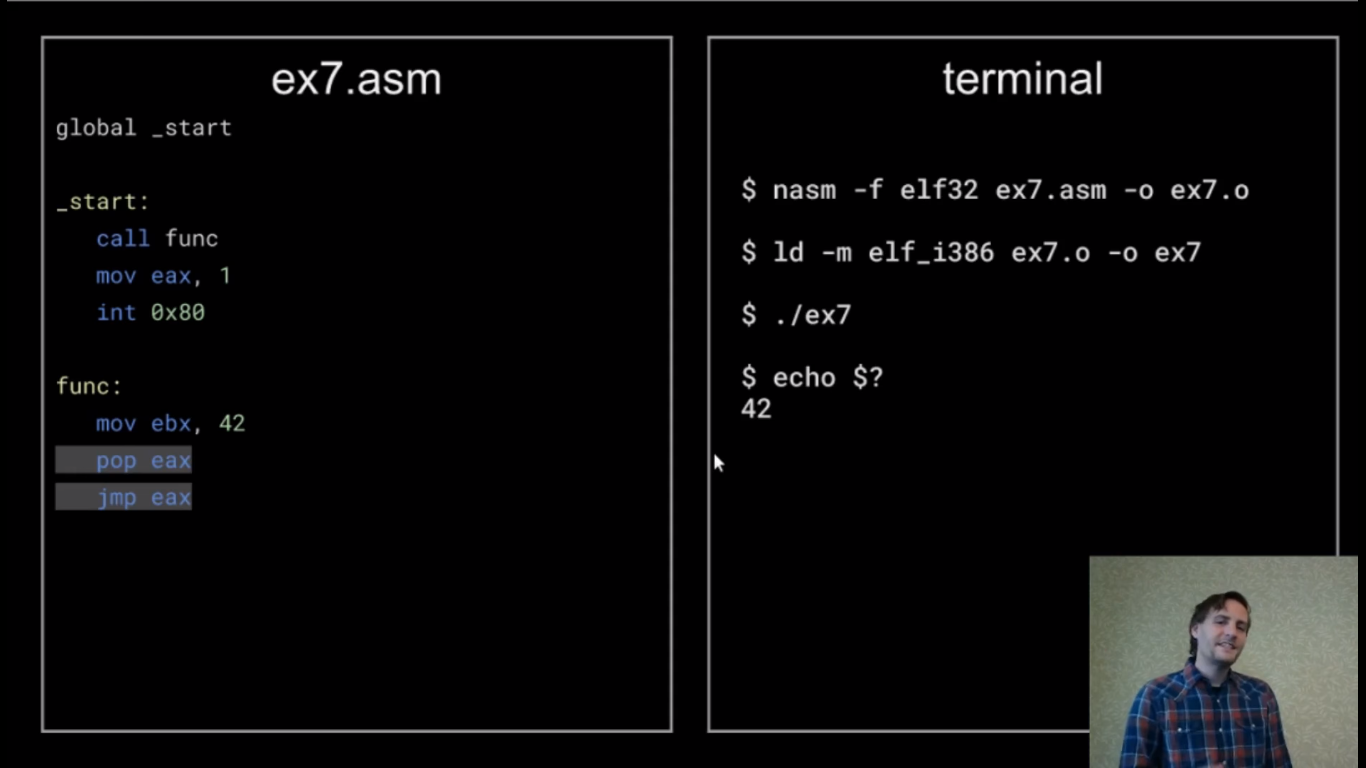 ex7.asm
global _start
_start:
call func
mov eax, 1
int 0x80
func:
mov ebx, 42
pop eax
jmp eax
terminal
$ nasm -f elf32 ex7.asm -o ex7.o
$ ld -m elf_i386 ex7.o -o ex7
$ ./ex7
$ echo $?
42